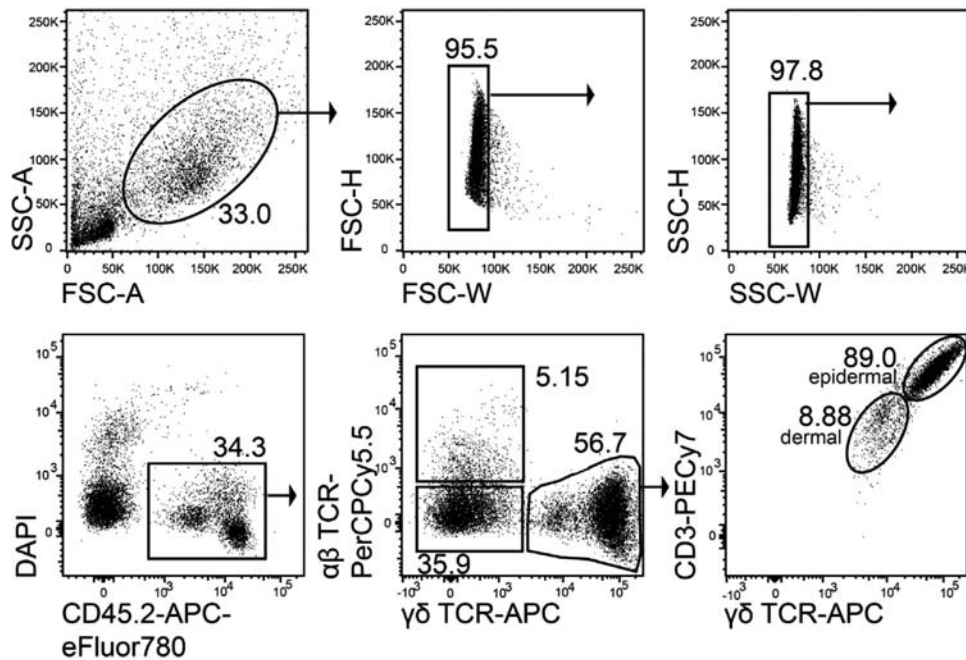 250K
200K
150K
100K
50K
0
SSC-A
33.0
0 50K 100K 150K 200K 250K
FSC-A
250K
200K
150K
100K
50K
0
FSC-H
95.5
0 50K 100K 150K 200K 250K
FSC-W
250K
200K
150K
100K
50K
0
SSC-H
97.8
0 50K 100K 150K 200K 250K
SSC-W
10^5
10^4
10^3
0
DAPI
34.3
0 10^3 10^4 10^5
CD45.2-APC-
eFluor780
10^5
10^4
10^3
0
αβ TCR-
PerCPCy5.5
5.15
56.7
35.9
-10^3 0 10^3 10^4 10^5
γδ TCR-APC
10^5
10^4
10^3
0
CD3-PECy7
89.0
epidermal
8.88
dermal
-10^3 0 10^3 10^4 10^5
γδ TCR-APC